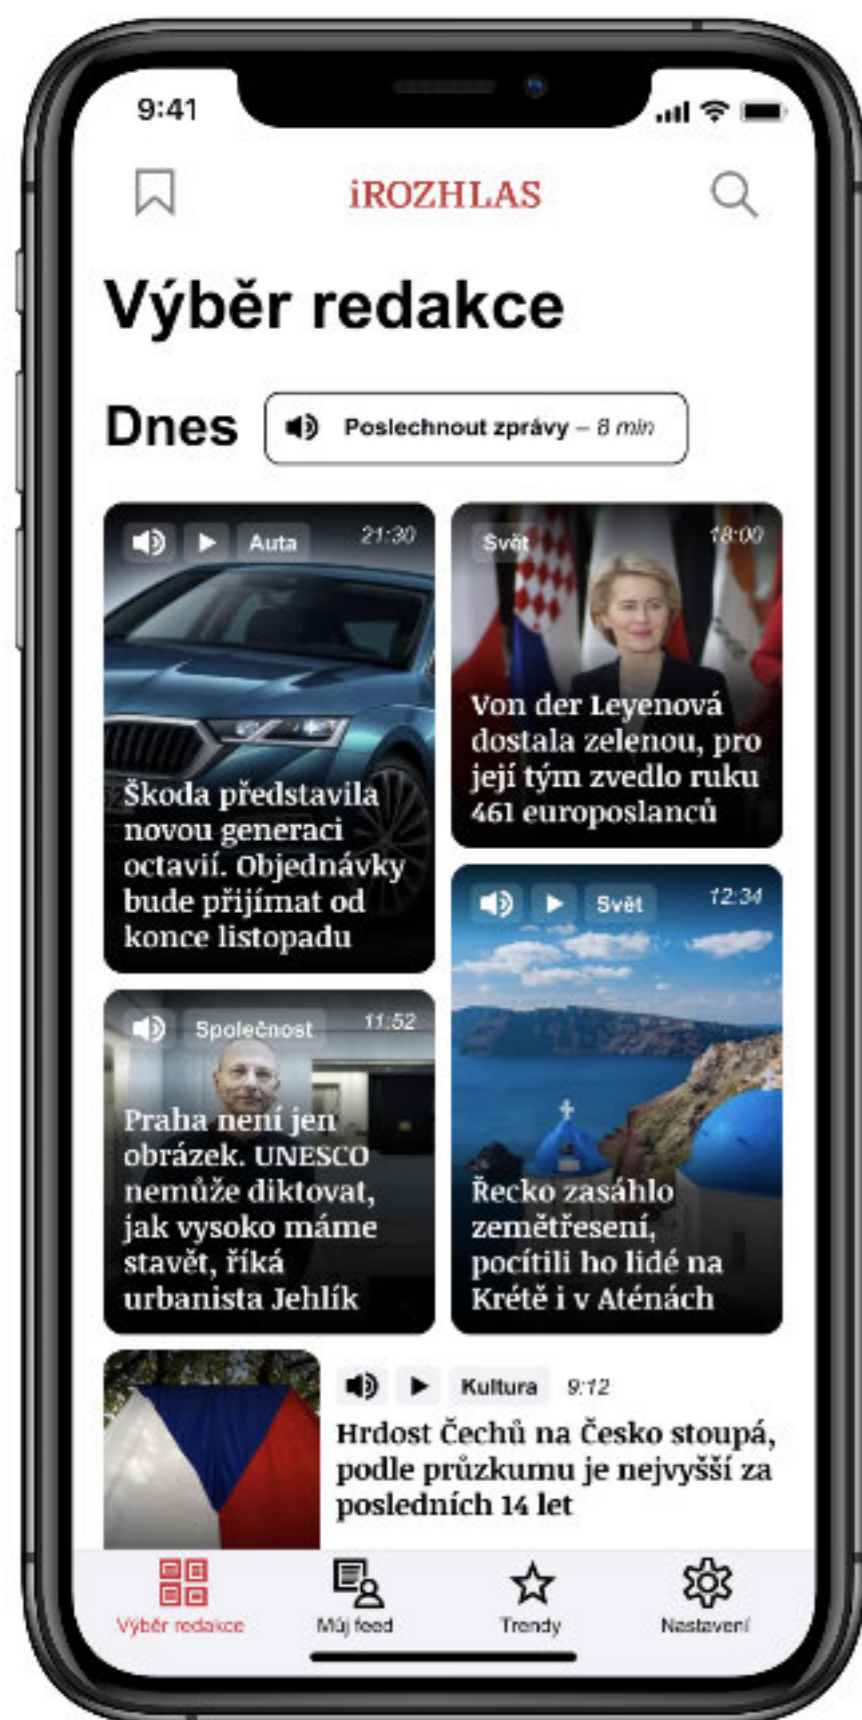 9:41
iROZHLAS
Výběr redakce
Dnes
Poslechnout zprávy – 8 min
Auta
21:30
Škoda představila
novou generaci
octavií. Objednávky
bude přijímat od
konce listopadu
Svět
18:00
Von der Leyenová
dostala zelenou, pro
její tým zvedlo ruku
461 europoslanců
Společnost
11:52
Praha není jen
obrázek. UNESCO
nemůže diktovat,
jak vysoko máme
stavět, říká
urbanista Jehlík
Svět
12:34
Řecko zasáhlo
zemětřesení,
pocítili ho lidé na
Krétě i v Aténách
Kultura
9:12
Hrdost Čechů na Česko stoupá,
podle průzkumu je nejvyšší za
posledních 14 let
Výběr redakce
Můj feed
Trendy
Nastavení